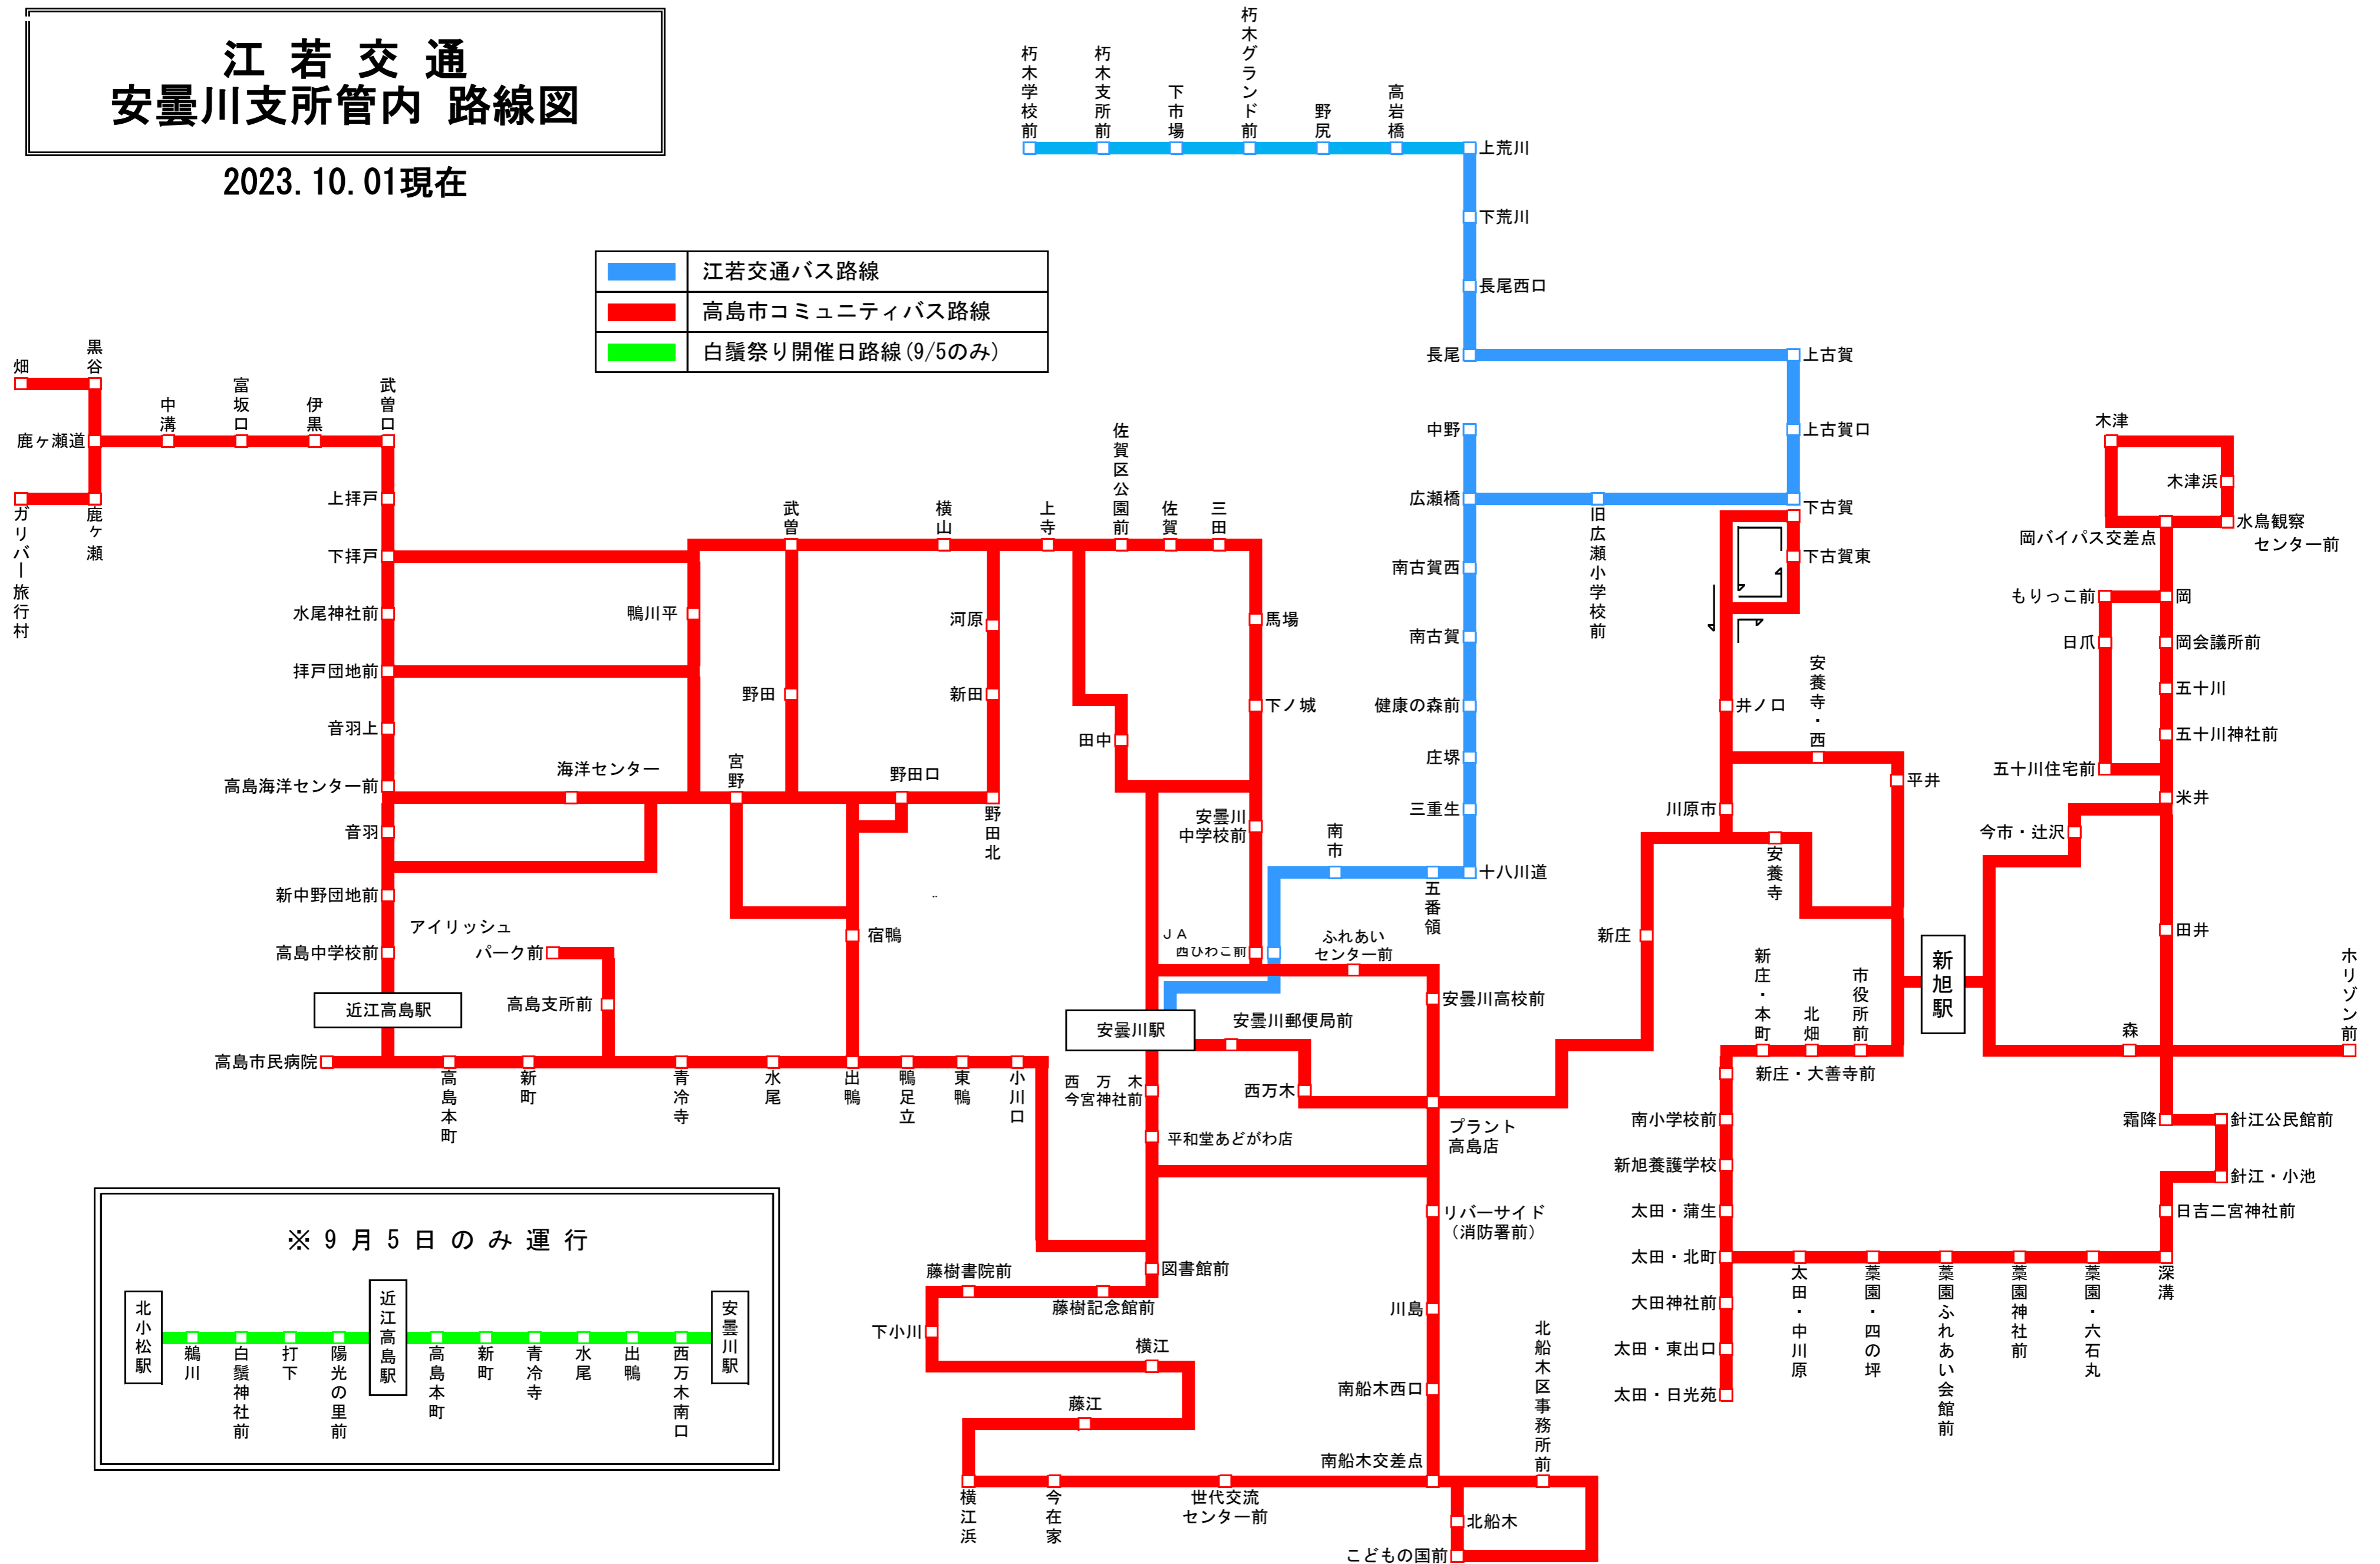 江若交通
安曇川支所管内 路線図
2023.10.01現在
江若交通バス路線
高島市コミュニティバス路線
白鬚祭り開催日路線(9/5のみ)
朽木学校前
朽木支所前
下市場
朽木グランド前
野尻
高岩橋
上荒川
下荒川
長尾西口
長尾
上古賀
上古賀口
下古賀
中野
広瀬橋
旧広瀬小学校前
南古賀西
南古賀
健康の森前
庄堺
三重生
十八川道
五番領
南市
畑
黒谷
鹿ヶ瀬道
ガリバー旅行村
鹿ヶ瀬
中溝
富坂口
伊黒
武曽口
上拝戸
下拝戸
水尾神社前
拝戸団地前
音羽上
高島海洋センター前
音羽
新中野団地前
高島中学校前
近江高島駅
高島市民病院
鴨川平
海洋センター
宮野
武曽
野田
横山
河原
新田
野田口
野田北
上寺
佐賀区公園前
佐賀
三田
馬場
下ノ城
田中
安曇川
中学校前
ＪＡ
西びわこ前
ふれあい
センター前
安曇川高校前
アイリッシュ
パーク前
高島支所前
宿鴨
高島本町
新町
青冷寺
水尾
出鴨
鴨足立
東鴨
小川口
安曇川駅
安曇川郵便局前
西万木
今宮神社前
西万木
平和堂あどがわ店
プラント
高島店
リバーサイド
(消防署前)
図書館前
藤樹書院前
藤樹記念館前
下小川
横江
藤江
横江浜
今在家
世代交流
センター前
川島
南船木西口
南船木交差点
北船木区事務所前
北船木
こどもの国前
下古賀東
井ノ口
安養寺・西
平井
川原市
安養寺
新庄
新庄・本町
北畑
市役所前
新旭駅
新庄・大善寺前
南小学校前
新旭養護学校
太田・蒲生
太田・北町
大田神社前
太田・東出口
太田・日光苑
太田・中川原
藁園・四の坪
藁園ふれあい会館前
藁園神社前
藁園・六石丸
深溝
日吉二宮神社前
針江・小池
針江公民館前
霜降
森
ホリゾン前
田井
今市・辻沢
米井
五十川住宅前
五十川神社前
五十川
岡会議所前
日爪
もりっこ前
岡
岡バイパス交差点
水鳥観察
センター前
木津浜
木津
※9月5日のみ運行
北小松駅
鵜川
白鬚神社前
打下
陽光の里前
近江高島駅
高島本町
新町
青冷寺
水尾
出鴨
西万木南口
安曇川駅